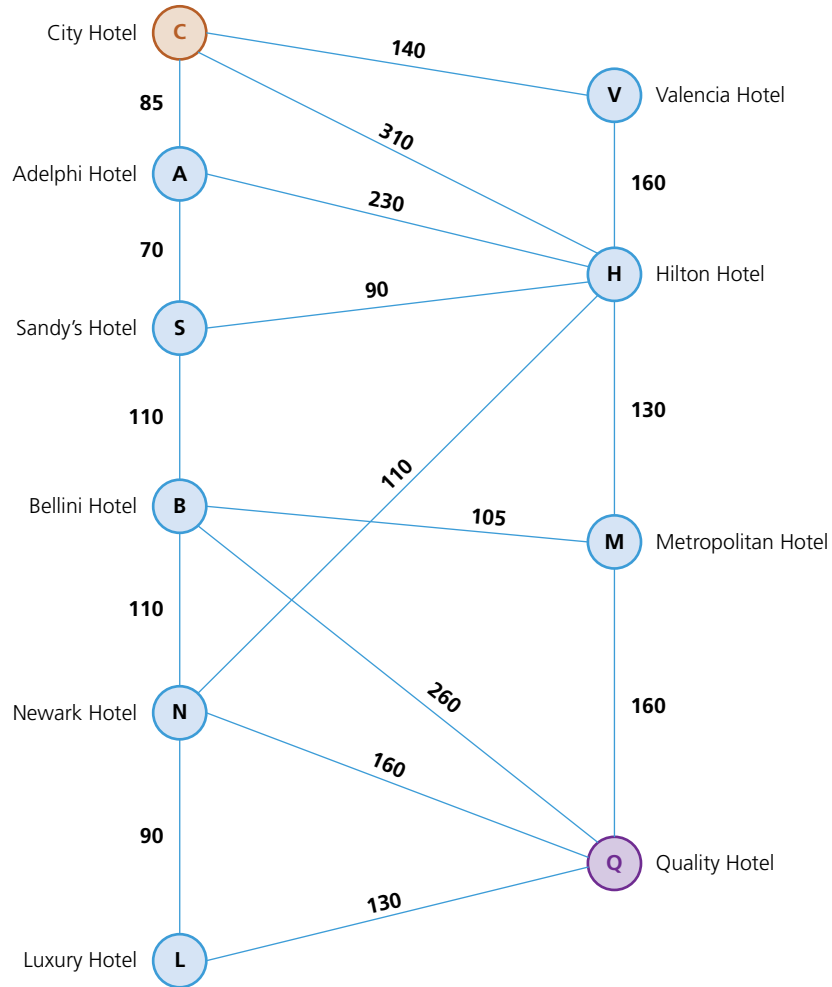 City Hotel
C
140
V
Valencia Hotel
85
310
Adelphi Hotel
A
230
160
70
Sandy's Hotel
S
90
H
Hilton Hotel
110
130
110
Bellini Hotel
B
105
M
Metropolitan Hotel
110
260
160
Newark Hotel
N
160
90
Q
Quality Hotel
130
Luxury Hotel
L